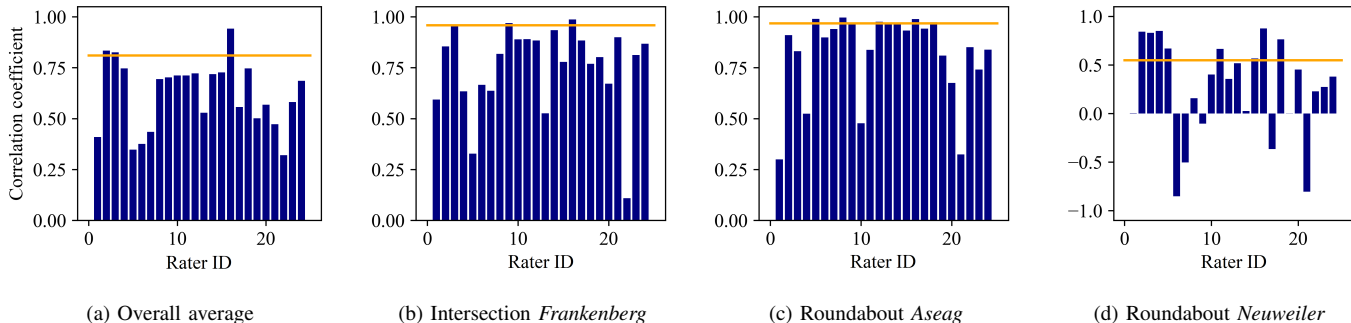 Correlation coefficient
1.00
0.75
0.50
0.25
0.00
0 10 20
Rater ID
(a) Overall average
1.00
0.75
0.50
0.25
0.00
0 10 20
Rater ID
(b) Intersection Frankenberg
1.00
0.75
0.50
0.25
0.00
0 10 20
Rater ID
(c) Roundabout Aseag
1.0
0.5
0.0
−0.5
−1.0
0 10 20
Rater ID
(d) Roundabout Neuweiler